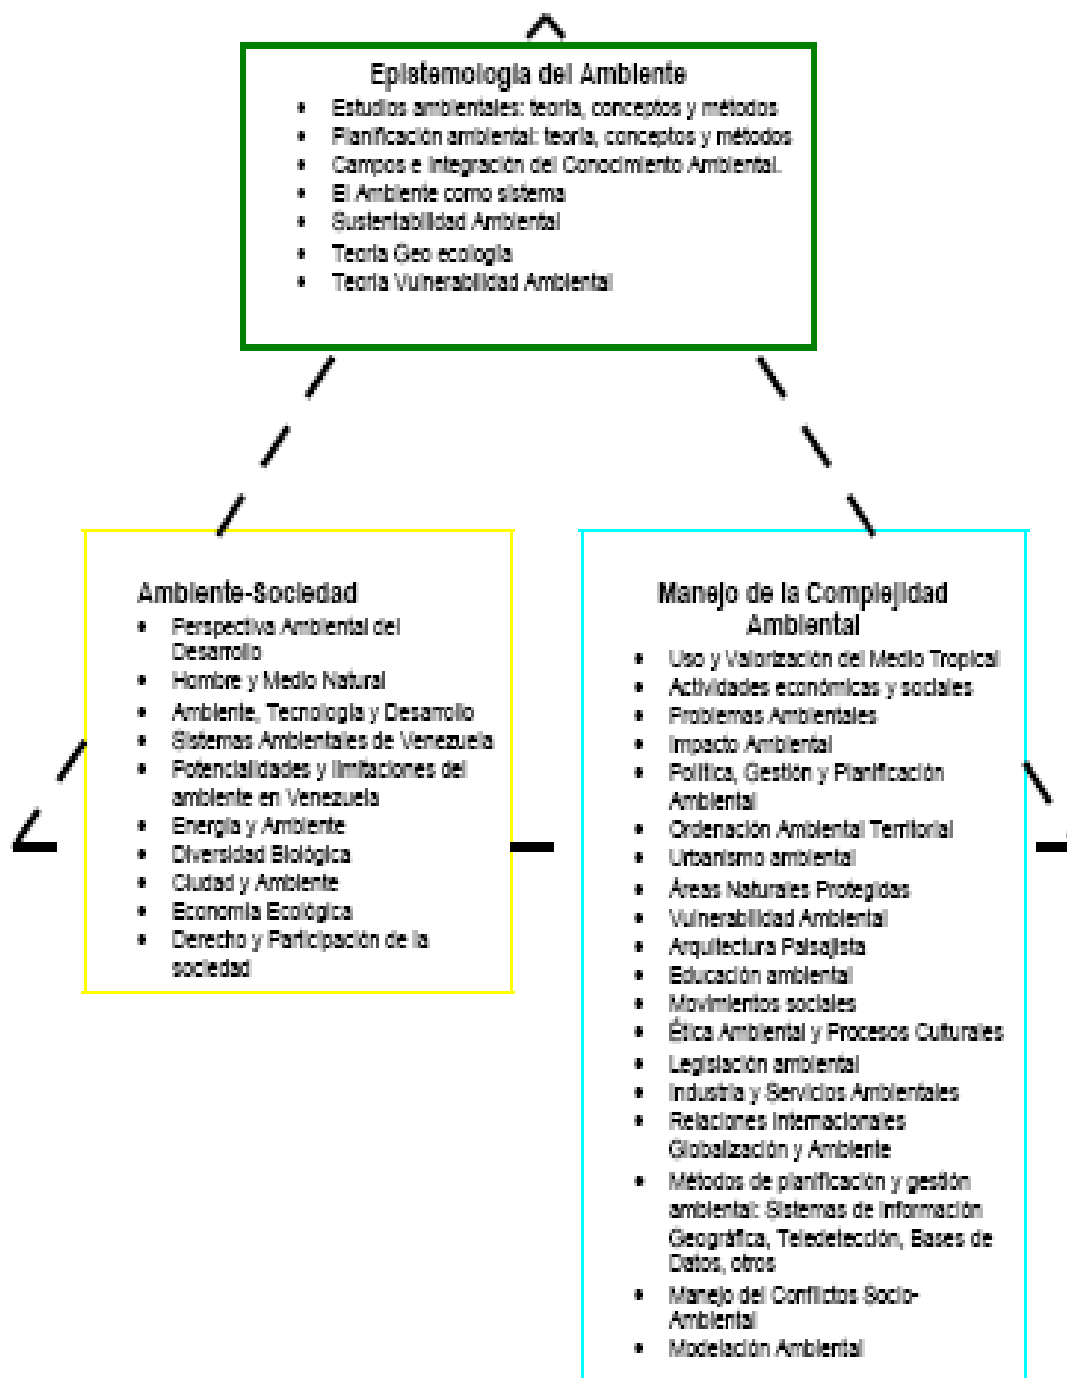 Epistemología del Ambiente
• Estudios ambientales: teoría, conceptos y métodos
• Planificación ambiental: teoría, conceptos y métodos
• Campos e Integración del Conocimiento Ambiental.
• El Ambiente como sistema
• Sustentabilidad Ambiental
• Teoría Geo ecología
• Teoría Vulnerabilidad Ambiental
Ambiente-Sociedad
• Perspectiva Ambiental del
Desarrollo
• Hombre y Medio Natural
• Ambiente, Tecnología y Desarrollo
• Sistemas Ambientales de Venezuela
• Potencialidades y limitaciones del
ambiente en Venezuela
• Energía y Ambiente
• Diversidad Biológica
• Ciudad y Ambiente
• Economía Ecológica
• Derecho y Participación de la
sociedad
Manejo de la Complejidad
Ambiental
• Uso y Valorización del Medio Tropical
• Actividades económicas y sociales
• Problemas Ambientales
• Impacto Ambiental
• Política, Gestión y Planificación
Ambiental
• Ordenación Ambiental Territorial
• Urbanismo ambiental
• Áreas Naturales Protegidas
• Vulnerabilidad Ambiental
• Arquitectura Paisajista
• Educación ambiental
• Movimientos sociales
• Ética Ambiental y Procesos Culturales
• Legislación ambiental
• Industria y Servicios Ambientales
• Relaciones Internacionales
Globalización y Ambiente
• Métodos de planificación y gestión
ambiental: Sistemas de Información
Geográfica, Teledetección, Bases de
Datos, otros
• Manejo del Conflictos Socio-
Ambiental
• Modelación Ambiental